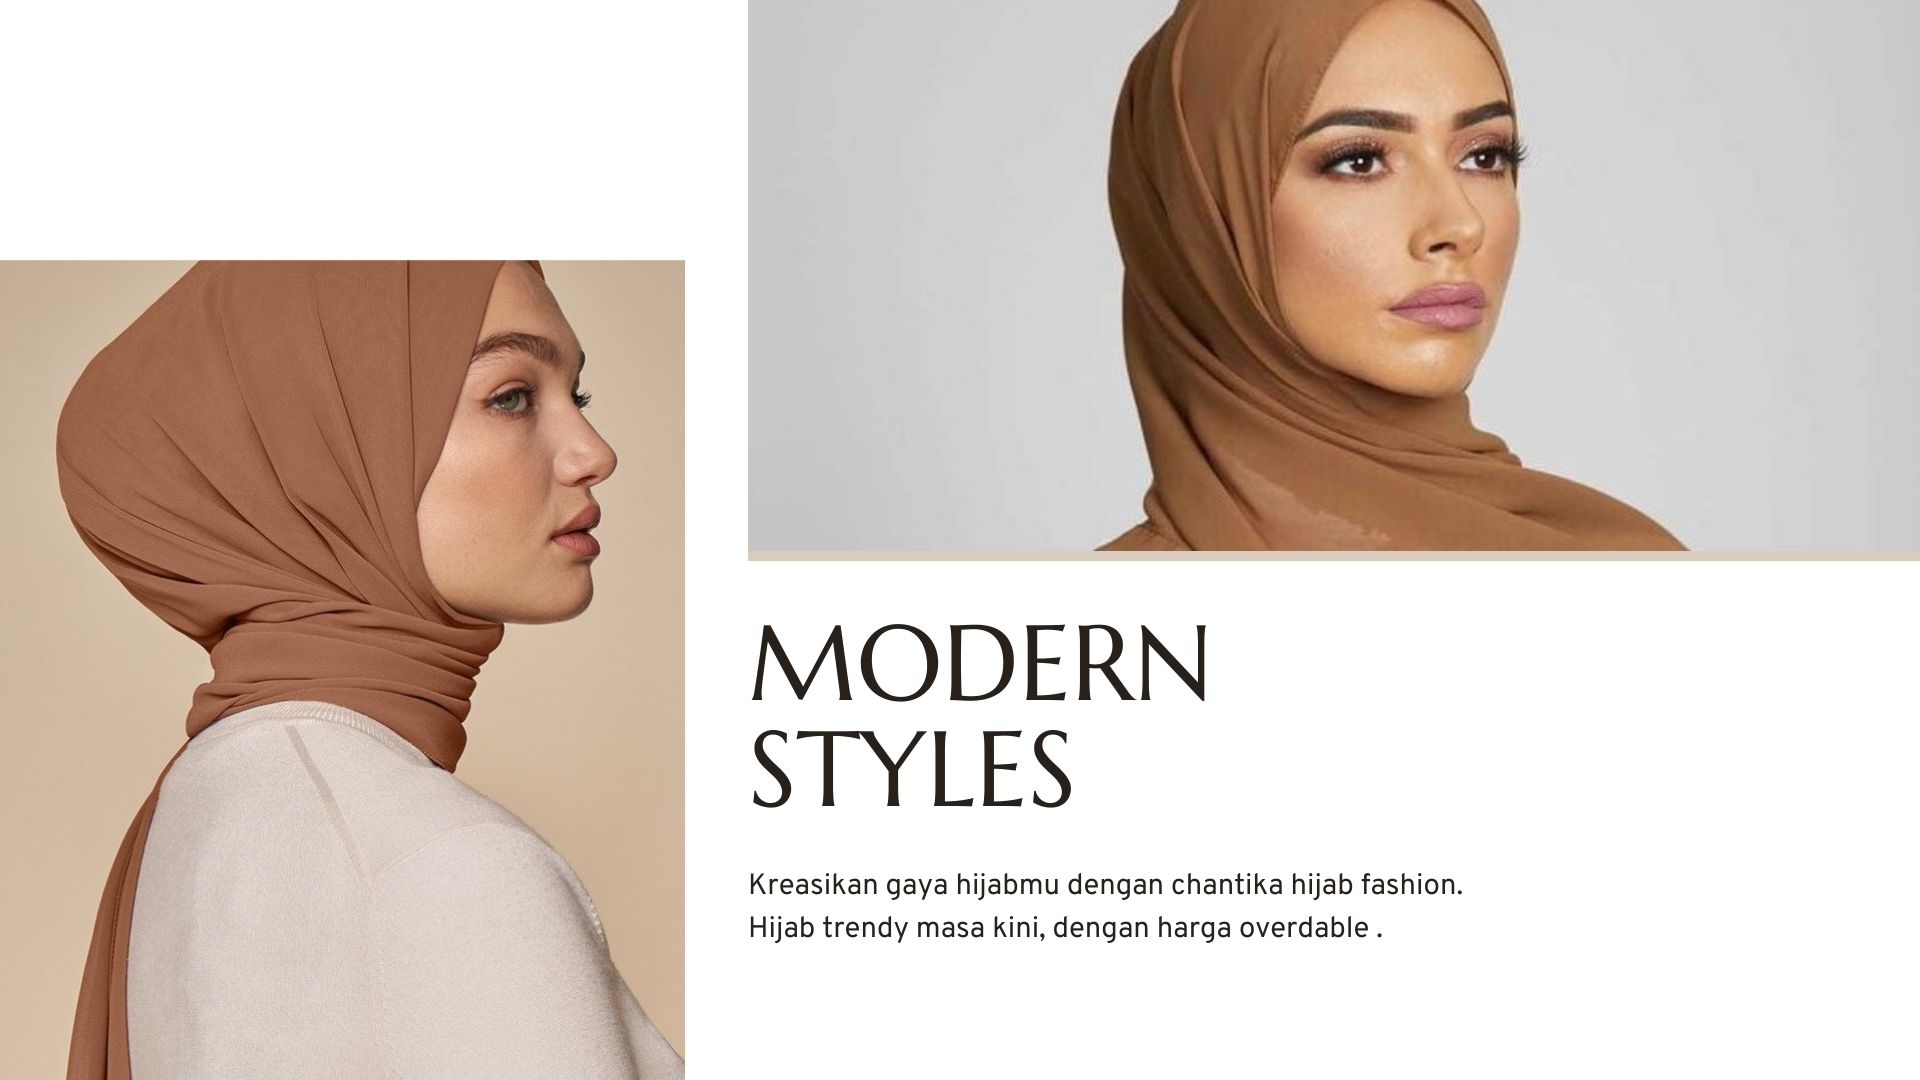 MODERN
STYLES
Kreasikan gaya hijabmu dengan chantika hijab fashion.
Hijab trendy masa kini, dengan harga overdable .